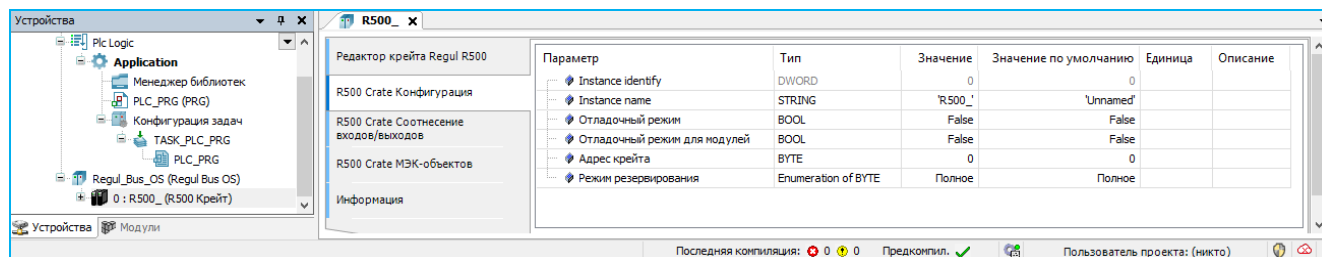 Устройства
Plc Logic
Application
Менеджер библиотек
PLC_PRG (PRG)
Конфигурация задач
TASK_PLC_PRG
PLC_PRG
Regul_Bus_OS (Regul Bus OS)
0 : R500_ (R500 Крейт)
Устройства Модули
R500_ X
Редактор крейта Regul R500
R500 Crate Конфигурация
R500 Crate Соотнесение
входов/выходов
R500 Crate МЭК-объектов
Информация
Параметр Тип Значение Значение по умолчанию Единица Описание
Instance identify DWORD 0 0
Instance name STRING 'R500_' 'Unnamed'
Отладочный режим BOOL False False
Отладочный режим для модулей BOOL False False
Адрес крейта BYTE 0 0
Режим резервирования Enumeration of BYTE Полное Полное
Последняя компиляция: 0 0 Предкомпил. Пользователь проекта: (никто)